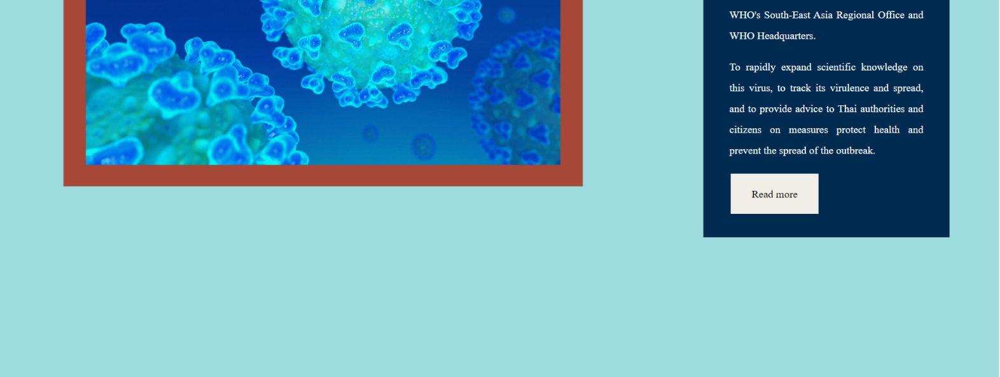 WHO's South-East Asia Regional Office and
WHO Headquarters.
To rapidly expand scientific knowledge on
this virus, to track its virulence and spread,
and to provide advice to Thai authorities and
citizens on measures protect health and
prevent the spread of the outbreak.
Read more